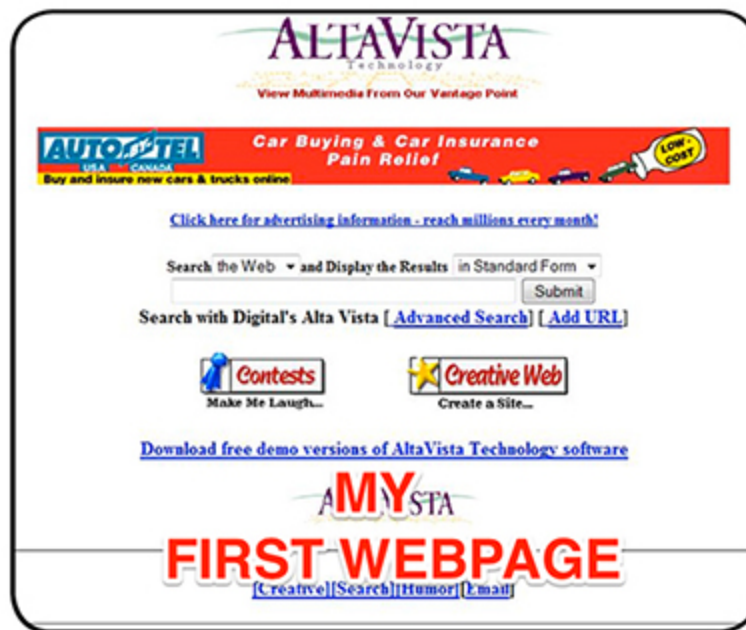 ALTAVISTA
Technology
View Multimedia From Our Vantage Point
AUTO BY TEL
USA CANADA
Buy and insure new cars & trucks online
Car Buying & Car Insurance
Pain Relief
LOW-
COST
Click here for advertising information - reach millions every month!
Search the Web and Display the Results in Standard Form
Submit
Search with Digital's Alta Vista [ Advanced Search] [ Add URL]
Contests
Make Me Laugh...
Creative Web
Create a Site...
Download free demo versions of AltaVista Technology software
MY
FIRST WEBPAGE
[Creative][Search][Humor][Email]